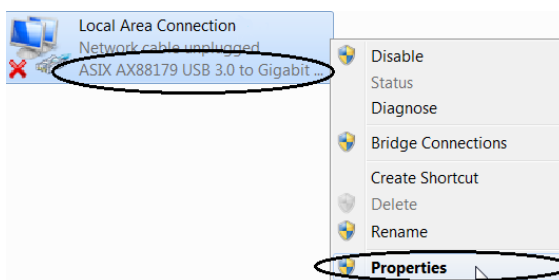 Local Area Connection
Network cable unplugged
ASIX AX88179 USB 3.0 to Gigabit ...
Disable
Status
Diagnose
Bridge Connections
Create Shortcut
Delete
Rename
Properties